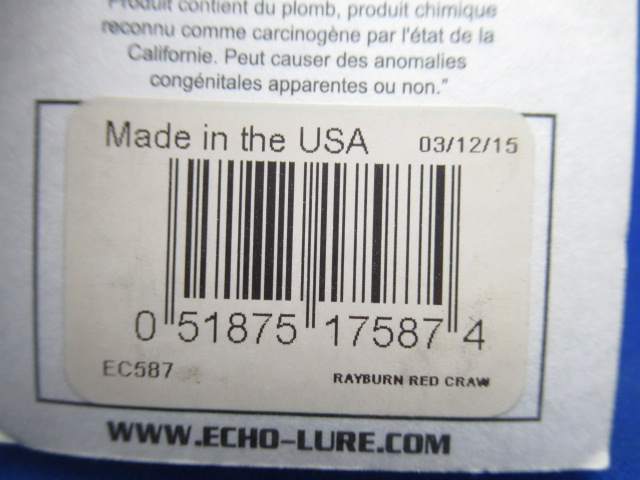 "Produit contient du plomb, produit chimique
reconnu comme carcinogène par l'état de la
Californie. Peut causer des anomalies
congénitales apparentes ou non."
Made in the USA 03/12/15
0 51875 17587 4
EC587 RAYBURN RED CRAW
WWW.ECHO-LURE.COM